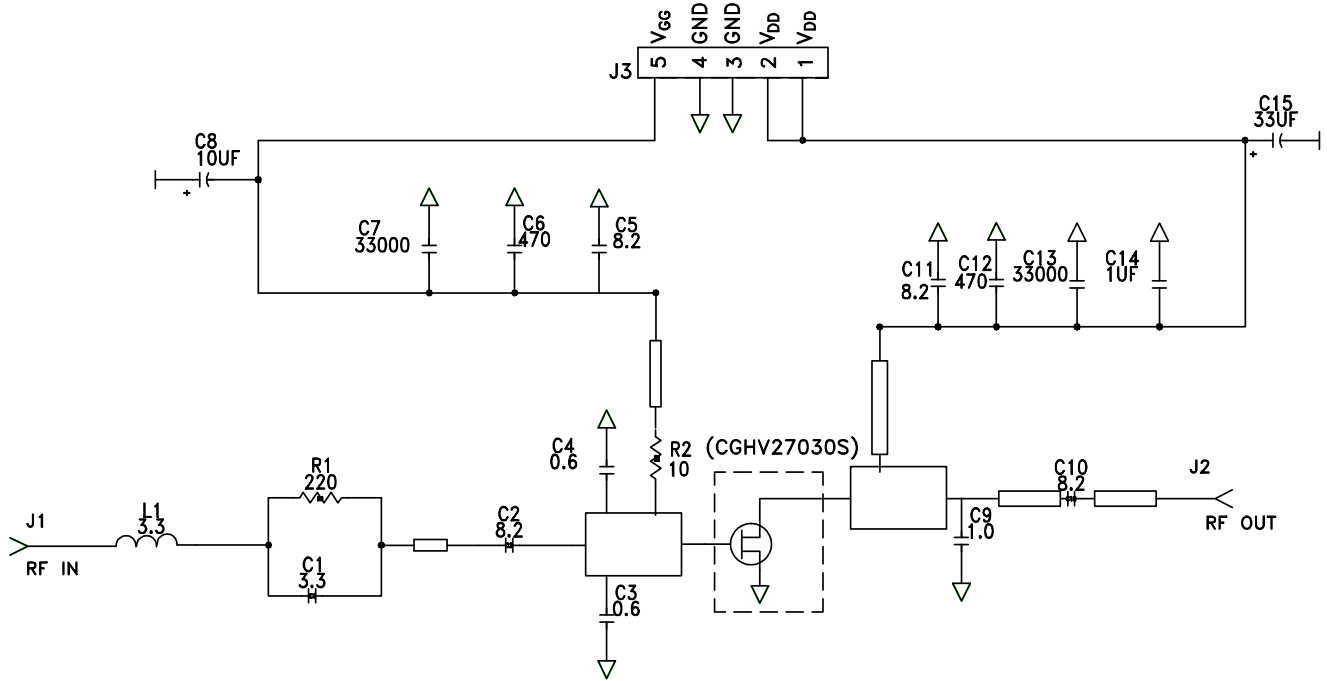 VGG GND GND VDD VDD
J3 5 4 3 2 1
C15
33UF
+
C8
10UF
+
C7
33000
C6
470
C5
8.2
C11
8.2
C12
470
C13
33000
C14
1UF
(CGHV27030S)
C4
0.6
R2
10
R1
220
C10
8.2
J2
RF OUT
J1
RF IN
L1
3.3
C2
8.2
C9
1.0
C1
3.3
C3
0.6